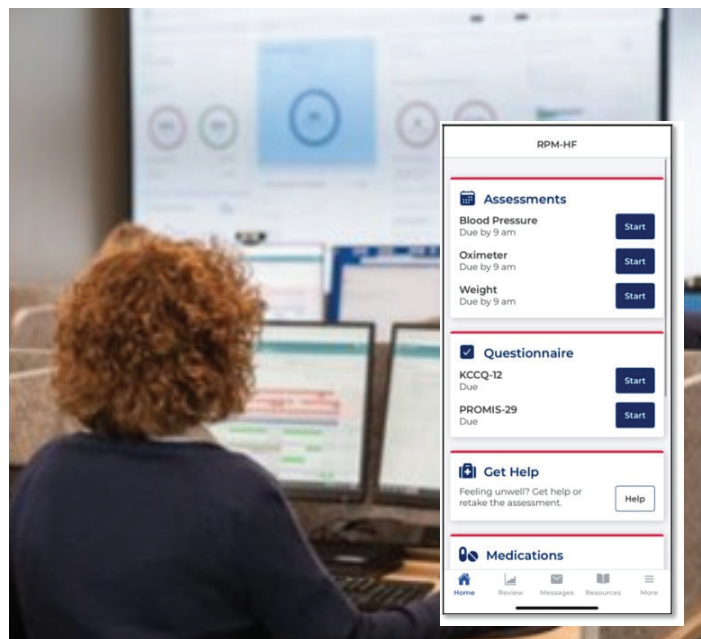 RPM-HF
Assessments
Blood Pressure
Due by 9 am
Start
Oximeter
Due by 9 am
Start
Weight
Due by 9 am
Start
Questionnaire
KCCQ-12
Due
Start
PROMIS-29
Due
Start
Get Help
Feeling unwell? Get help or
retake the assessment.
Help
Medications
Home Review Messages Resources More